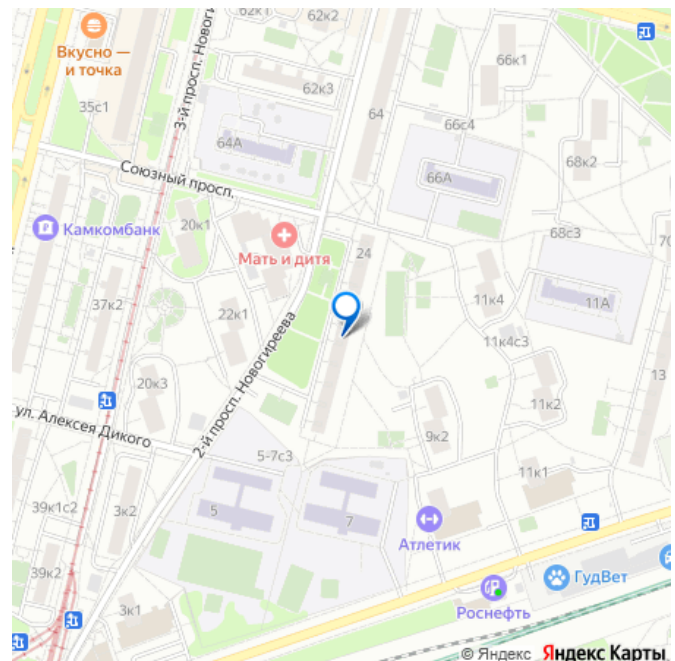 62к2
62к1
Вкусно —
и точка
66к1
62к3
35с1
3-й просп. Новоги
64
66с4
64А
68к2
66А
Союзный просп.
20к1
Камкомбанк
68с3
Мать и дитя
24
37к2
11к4
11А
22к1
11к4с3
2-й просп. Новогиреева
13
20к3
11к2
ул. Алексея Дикого
9к2
5-7с3
11к1
39к1с2
3к2
5
7
Атлетик
39к2
ГудВет
Роснефть
3к1
© Яндекс Яндекс Карты